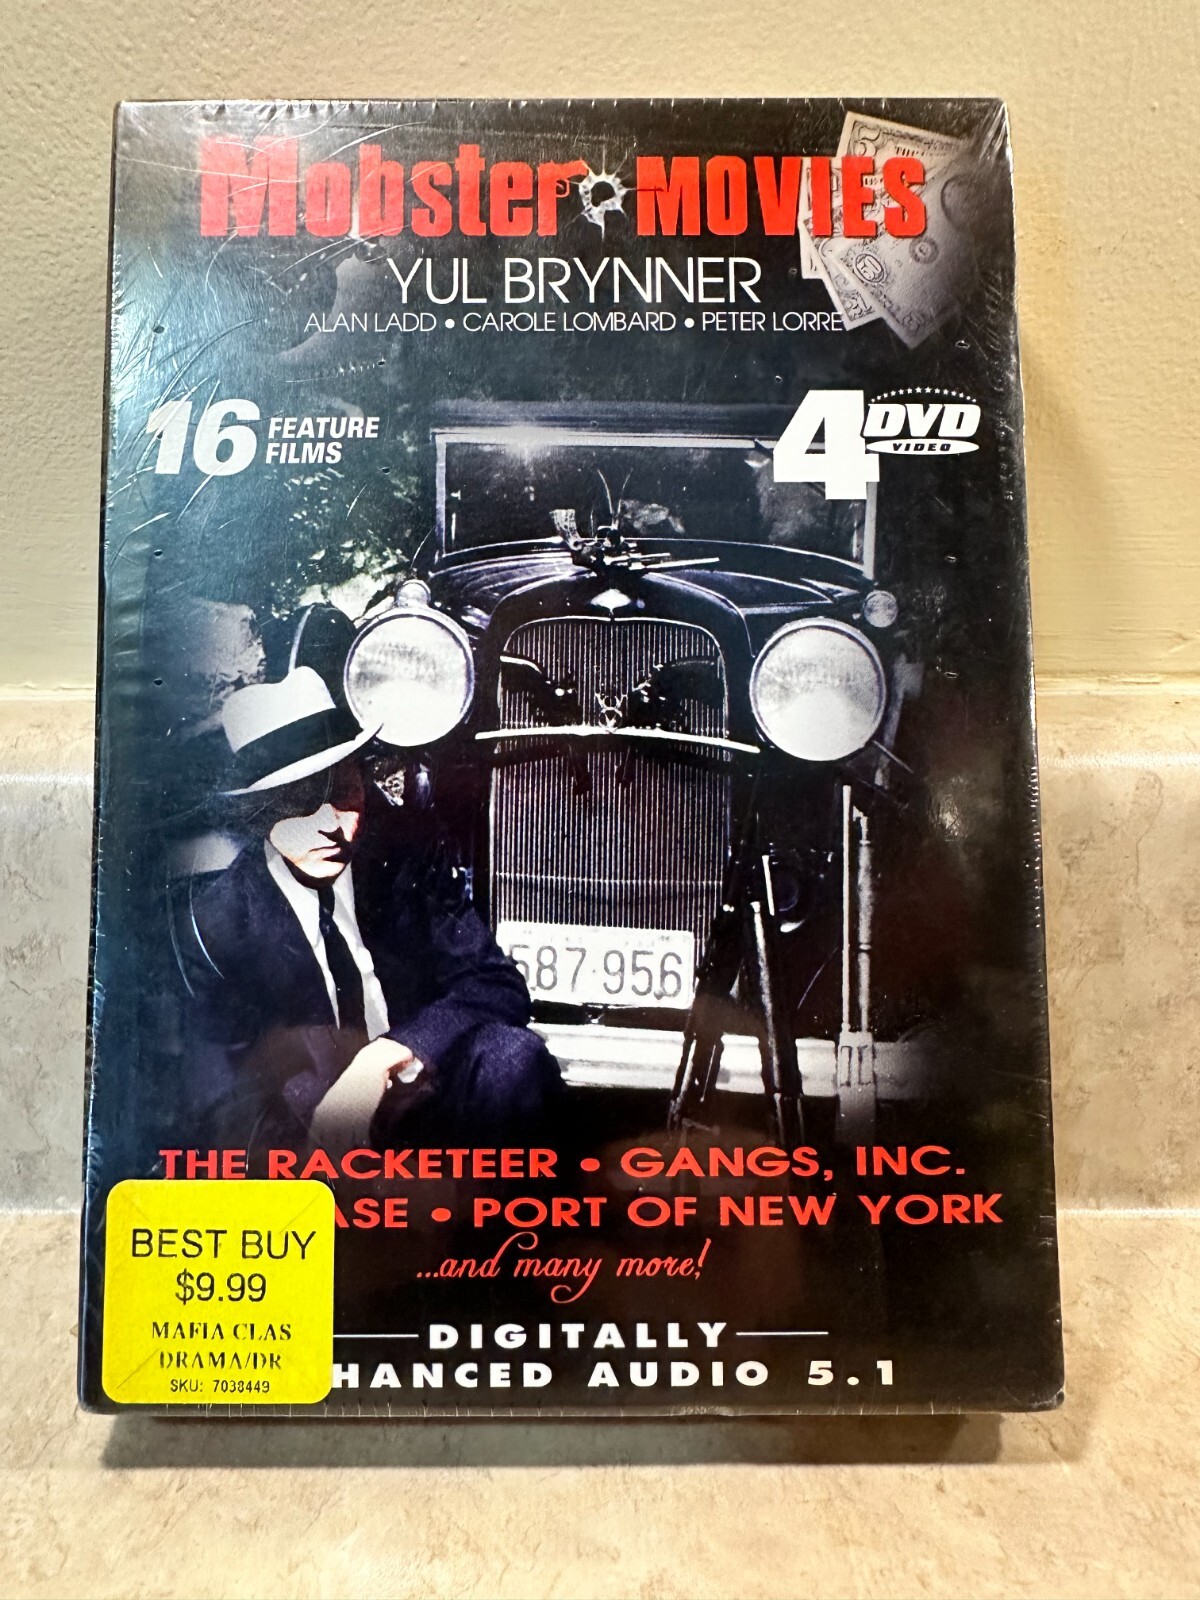 Mobster MOVIES
YUL BRYNNER
ALAN LADD • CAROLE LOMBARD • PETER LORRE
16 FEATURE
FILMS
4 DVD
VIDEO
587·956
THE RACKETEER • GANGS, INC.
ASE • PORT OF NEW YORK
...and many more!
DIGITALLY
HANCED AUDIO 5.1
BEST BUY
$9.99
MAFIA CLAS
DRAMA/DR
SKU: 7038449